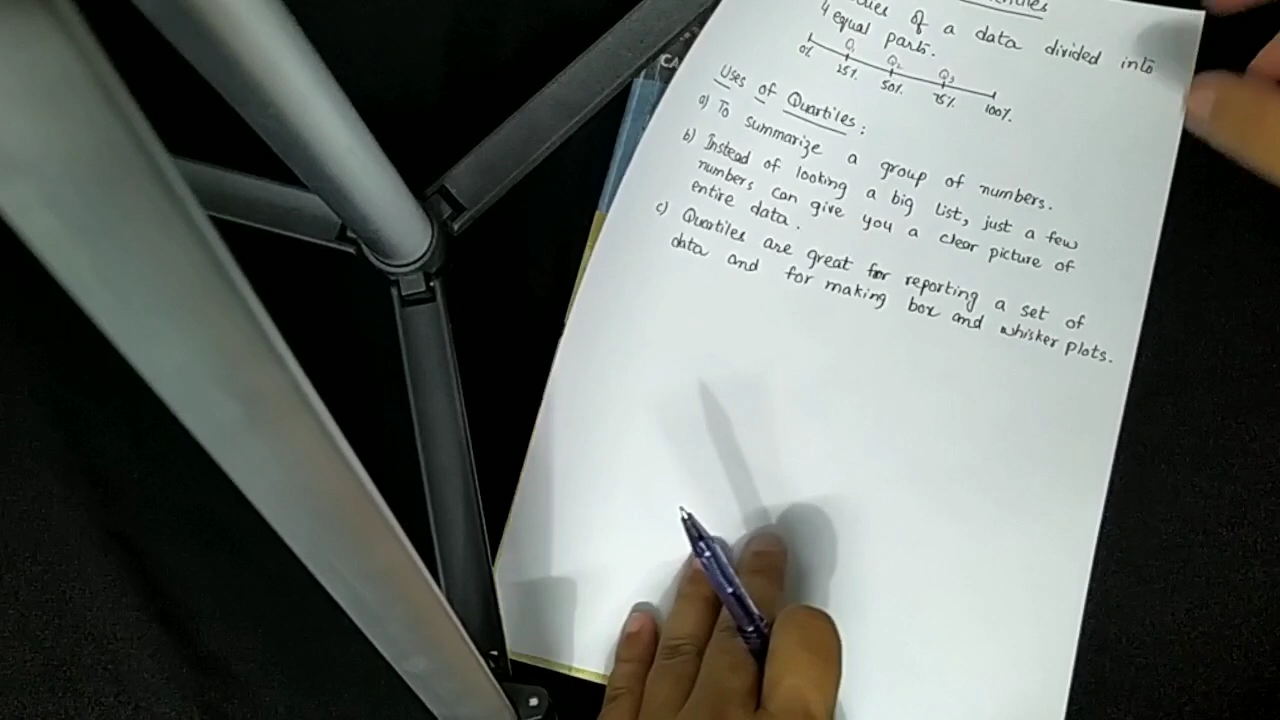 of a data divided into
4 equal parts.
0% 25% 50% 75% 100%
Q1 Q2 Q3
Uses of Quartiles:
a) To summarize a group of numbers.
b) Instead of looking a big list, just a few
numbers can give you a clear picture of
entire data.
c) Quartiles are great for reporting a set of
data and for making box and whisker plots.
CA